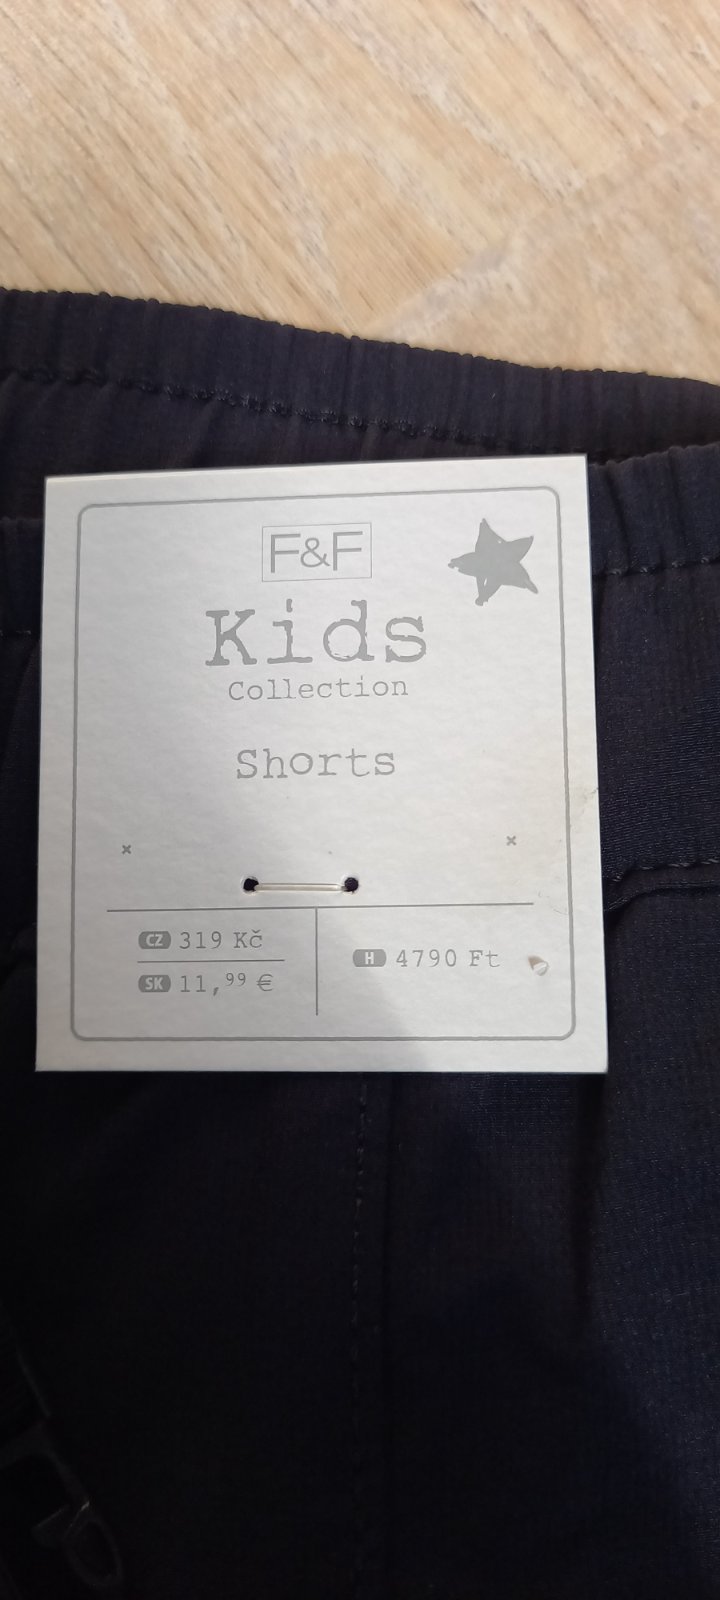 F&F
Kids
Collection
Shorts
CZ 319 Kč
SK 11,99 €
H 4790 Ft